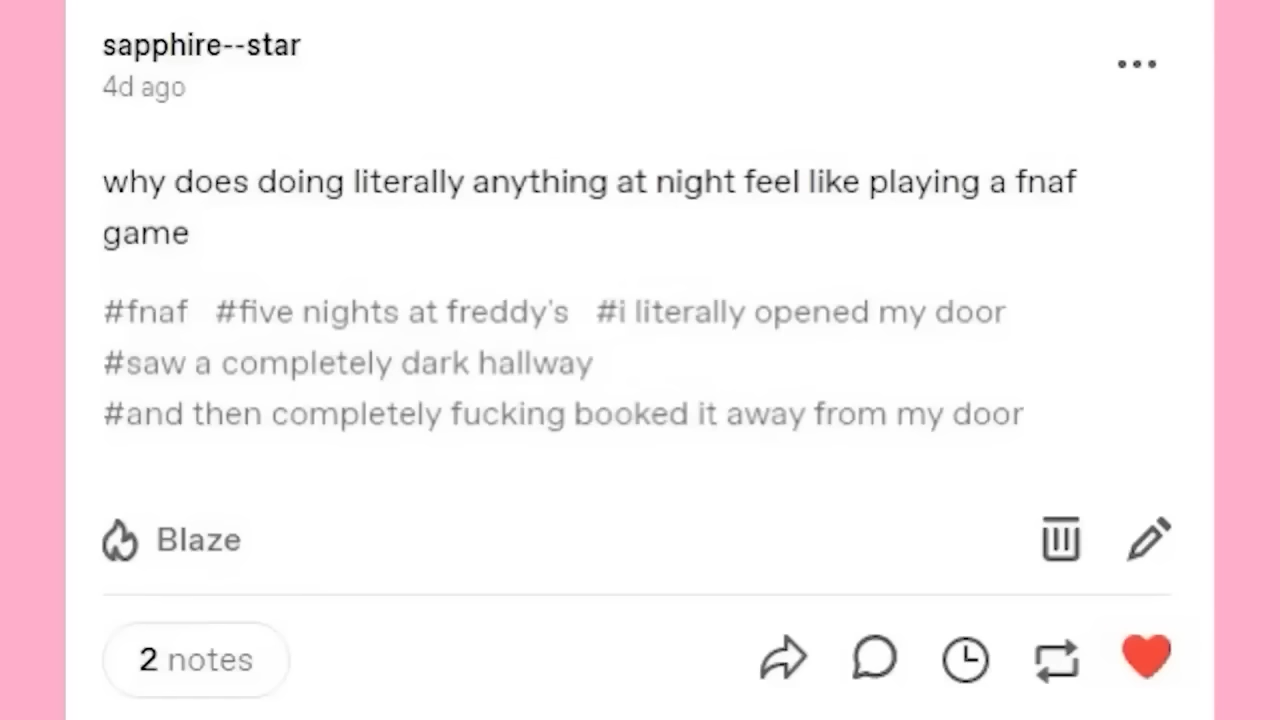 sapphire--star
4d ago
why does doing literally anything at night feel like playing a fnaf
game
#fnaf #five nights at freddy's #i literally opened my door
#saw a completely dark hallway
#and then completely fucking booked it away from my door
Blaze
2 notes